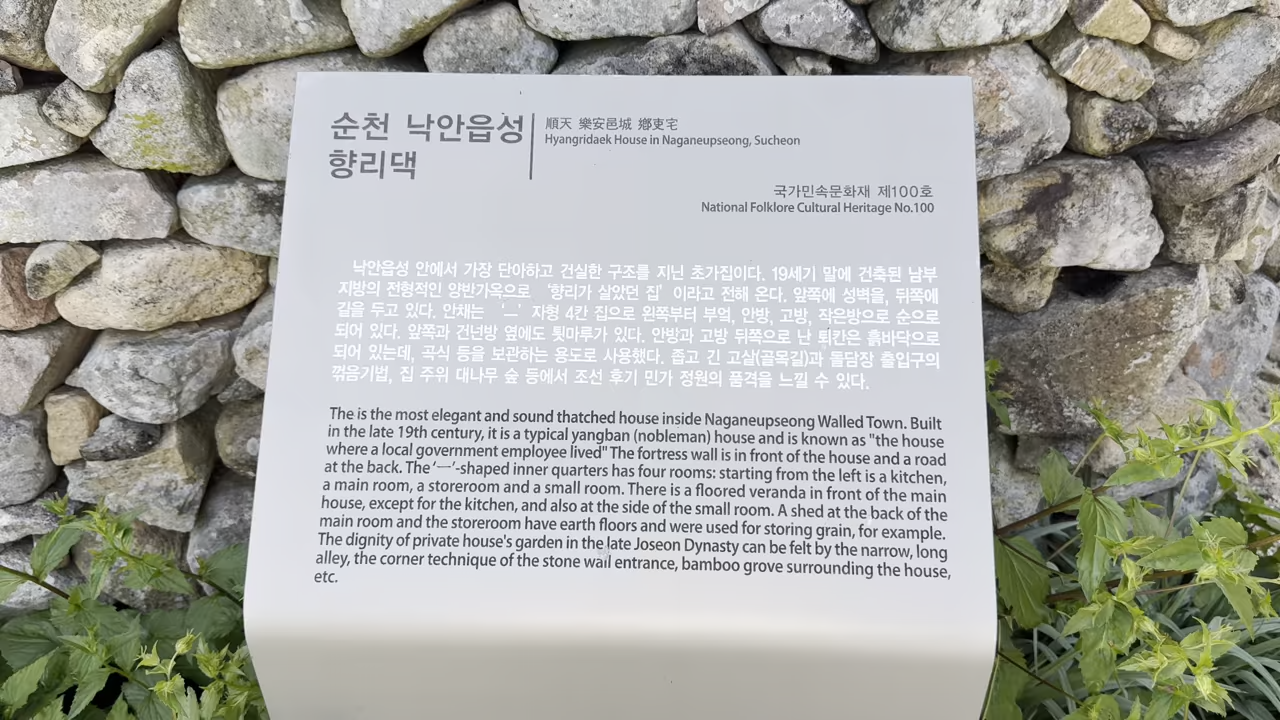 순천 낙안읍성
향리댁
順天 樂安邑城 鄕吏宅
Hyangridaek House in Naganeupseong, Sucheon
국가민속문화재 제100호
National Folklore Cultural Heritage No.100
낙안읍성 안에서 가장 단아하고 건실한 구조를 지닌 초가집이다. 19세기 말에 건축된 남부
지방의 전형적인 양반가옥으로 ‘향리가 살았던 집’ 이라고 전해 온다. 앞쪽에 성벽을, 뒤쪽에
길을 두고 있다. 안채는 ‘ㅡ’ 자형 4칸 집으로 왼쪽부터 부엌, 안방, 고방, 작은방으로 순으로
되어 있다. 앞쪽과 건넌방 옆에도 툇마루가 있다. 안방과 고방 뒤쪽으로 난 퇴칸은 흙바닥으로
되어 있는데, 곡식 등을 보관하는 용도로 사용했다. 좁고 긴 고살(골목길)과 돌담장 출입구의
꺾음기법, 집 주위 대나무 숲 등에서 조선 후기 민가 정원의 품격을 느낄 수 있다.
The is the most elegant and sound thatched house inside Naganeupseong Walled Town. Built
in the late 19th century, it is a typical yangban (nobleman) house and is known as "the house
where a local government employee lived" The fortress wall is in front of the house and a road
at the back. The ‘ㅡ’-shaped inner quarters has four rooms: starting from the left is a kitchen,
a main room, a storeroom and a small room. There is a floored veranda in front of the main
house, except for the kitchen, and also at the side of the small room. A shed at the back of the
main room and the storeroom have earth floors and were used for storing grain, for example.
The dignity of private house's garden in the late Joseon Dynasty can be felt by the narrow, long
alley, the corner technique of the stone wall entrance, bamboo grove surrounding the house,
etc.